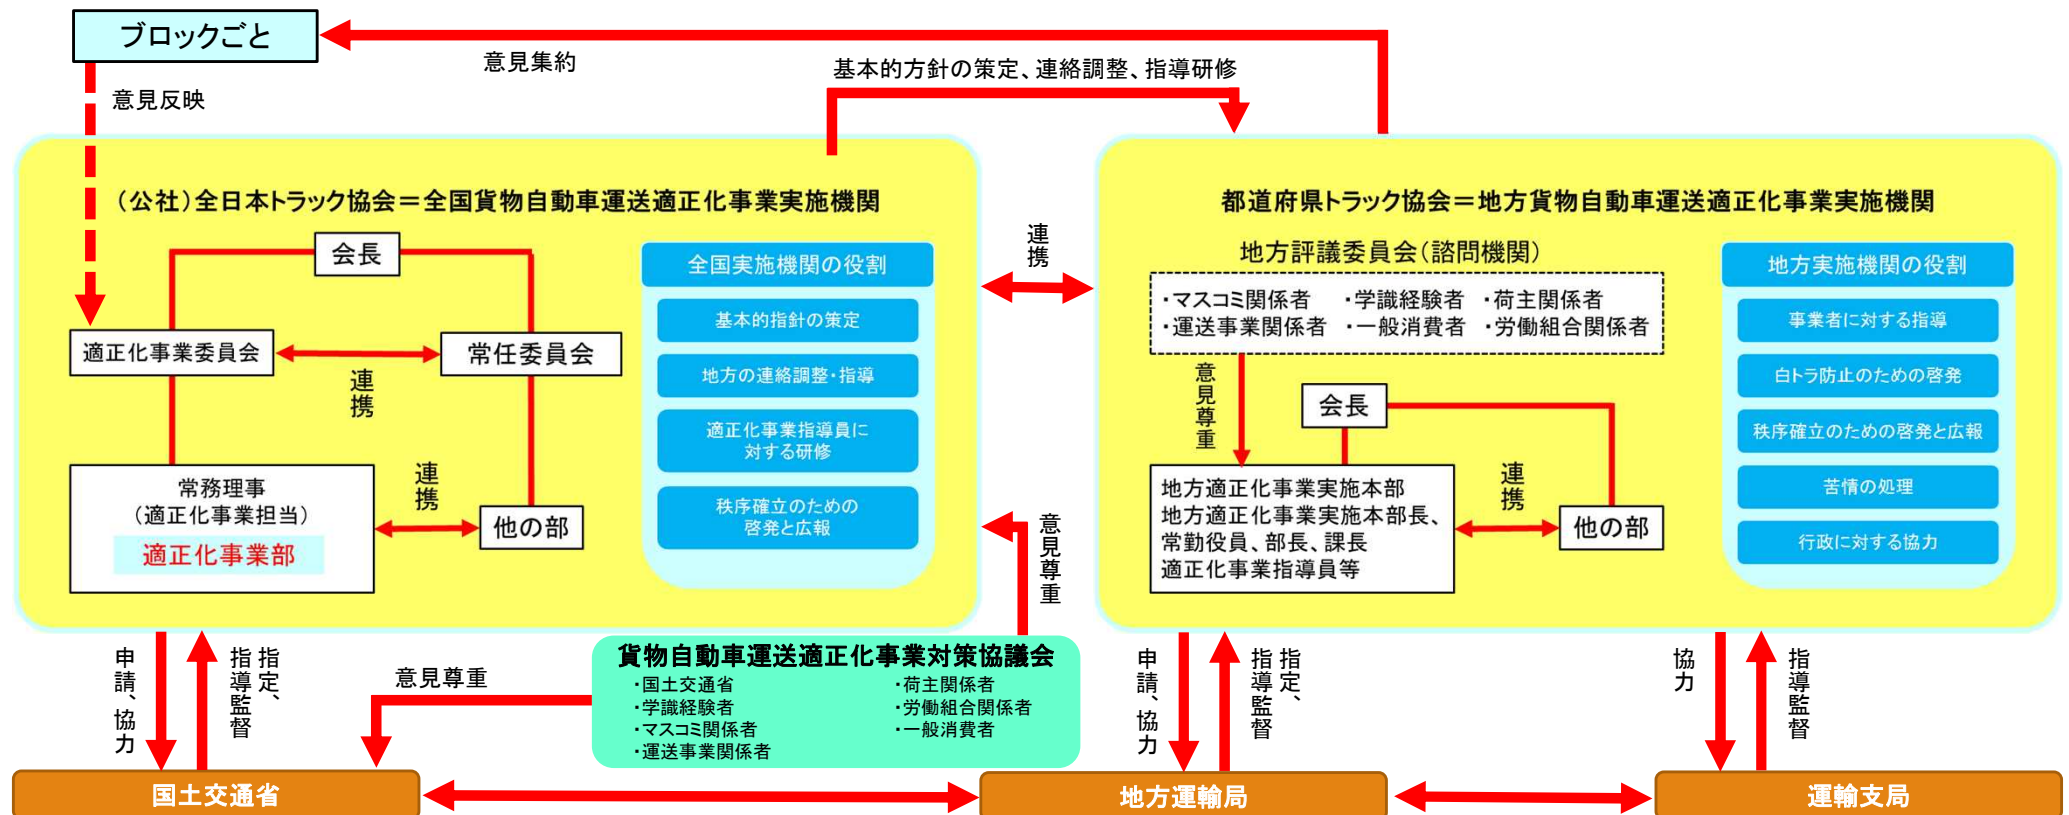 ブロックごと
意見集約
意見反映
基本的方針の策定、連絡調整、指導研修
（公社）全日本トラック協会＝全国貨物自動車運送適正化事業実施機関
会長
適正化事業委員会
常任委員会
連携
常務理事
（適正化事業担当）
適正化事業部
連携
他の部
全国実施機関の役割
基本的指針の策定
地方の連絡調整・指導
適正化事業指導員に
対する研修
秩序確立のための
啓発と広報
連携
都道府県トラック協会＝地方貨物自動車運送適正化事業実施機関
地方評議委員会（諮問機関）
・マスコミ関係者 ・学識経験者 ・荷主関係者
・運送事業関係者 ・一般消費者 ・労働組合関係者
意見尊重
会長
地方適正化事業実施本部
地方適正化事業実施本部長、
常勤役員、部長、課長
適正化事業指導員等
連携
他の部
地方実施機関の役割
事業者に対する指導
白トラ防止のための啓発
秩序確立のための啓発と広報
苦情の処理
行政に対する協力
申請、協力
指定、
指導監督
意見尊重
意見尊重
貨物自動車運送適正化事業対策協議会
・国土交通省 ・荷主関係者
・学識経験者 ・労働組合関係者
・マスコミ関係者 ・一般消費者
・運送事業関係者
申請、協力
指定、
指導監督
協力
指導監督
国土交通省
地方運輸局
運輸支局